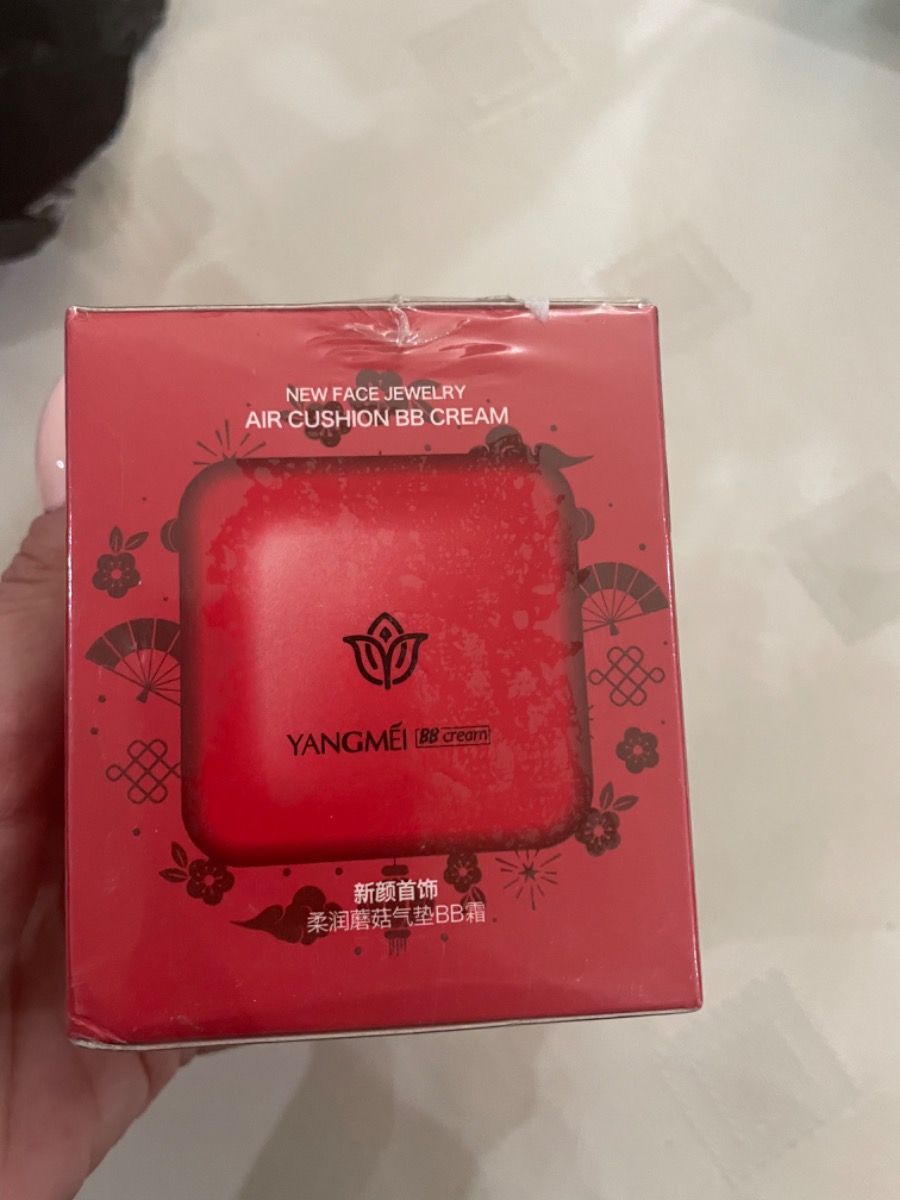 NEW FACE JEWELRY
AIR CUSHION BB CREAM
YANGMÉI BB cream
新颜首饰
柔润蘑菇气垫BB霜